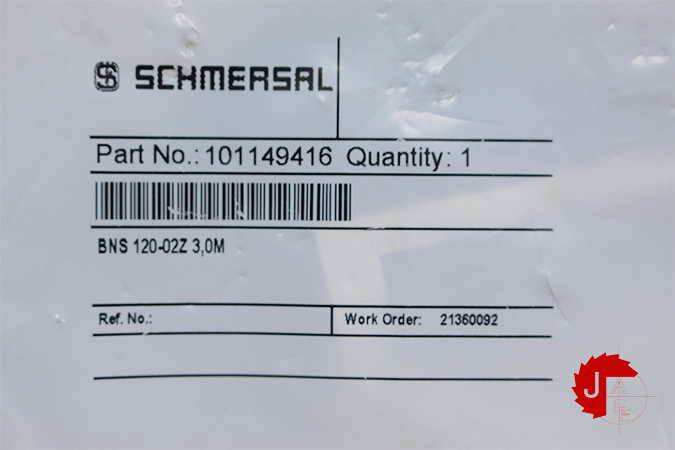 SCHMERSAL
Part No.: 101149416 Quantity: 1
BNS 120-02Z 3,0M
Ref. No.: Work Order: 21360092
J A